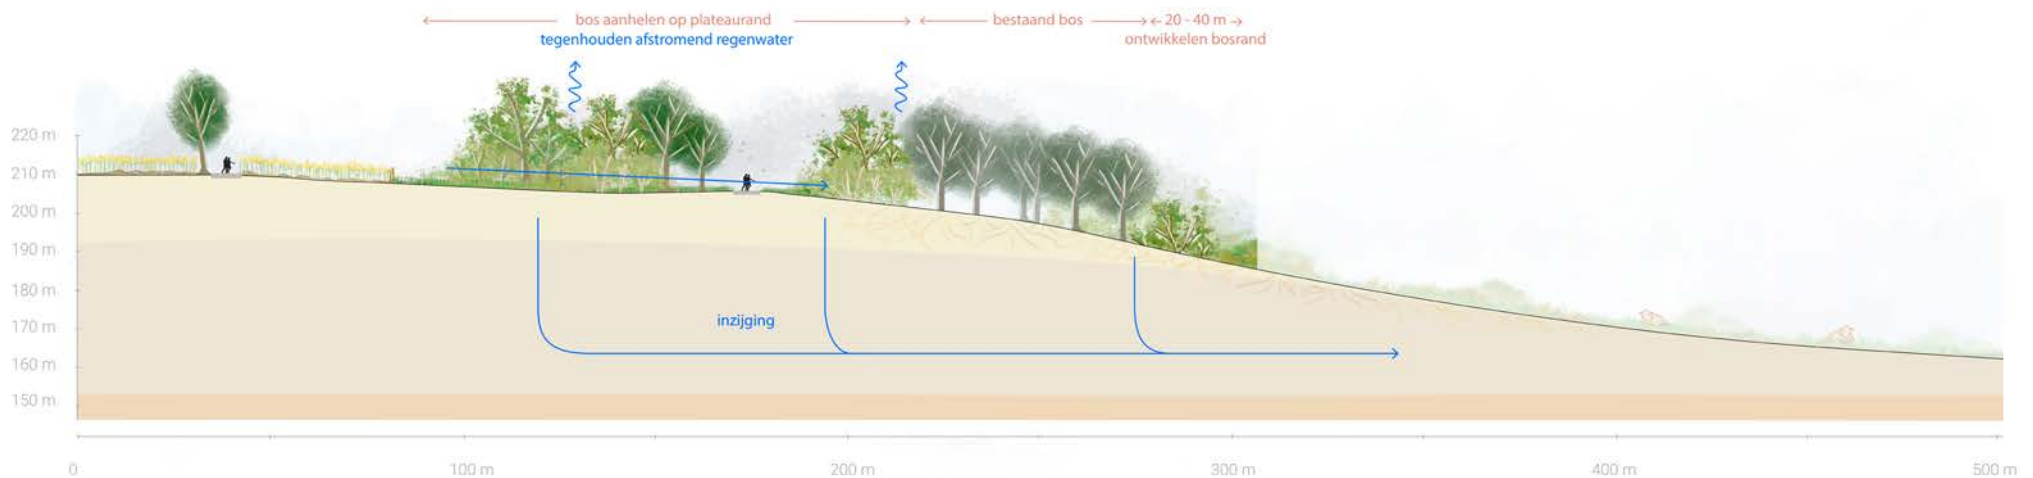 bos aanhelen op plateaurand
bestaand bos
20 - 40 m
tegenhouden afstromend regenwater
ontwikkelen bosrand
220 m
210 m
200 m
190 m
180 m
170 m
160 m
150 m
inzijging
0
100 m
200 m
300 m
400 m
500 m